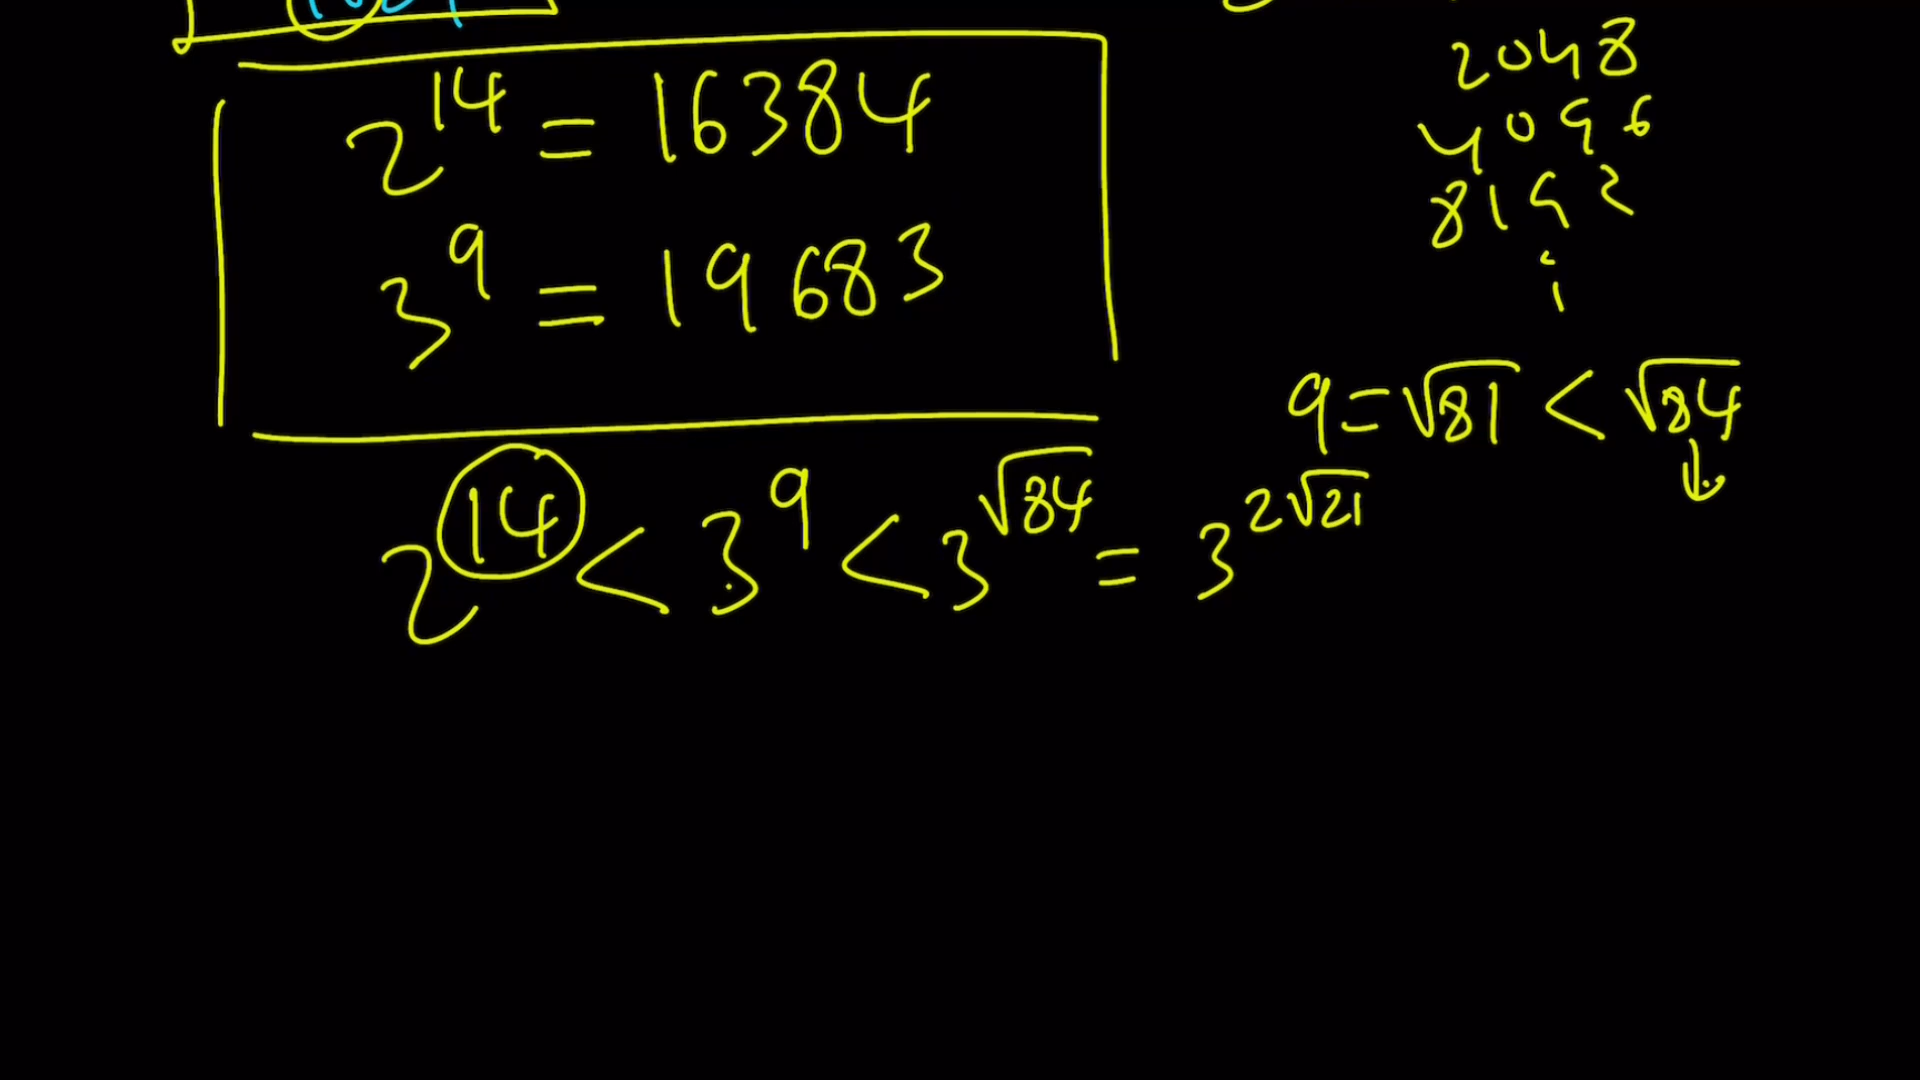 2^14 = 16384
3^9 = 19683
2048
4096
8192
9 = √81 < √84
2^14 < 3^9 < 3^√84 = 3^2√21